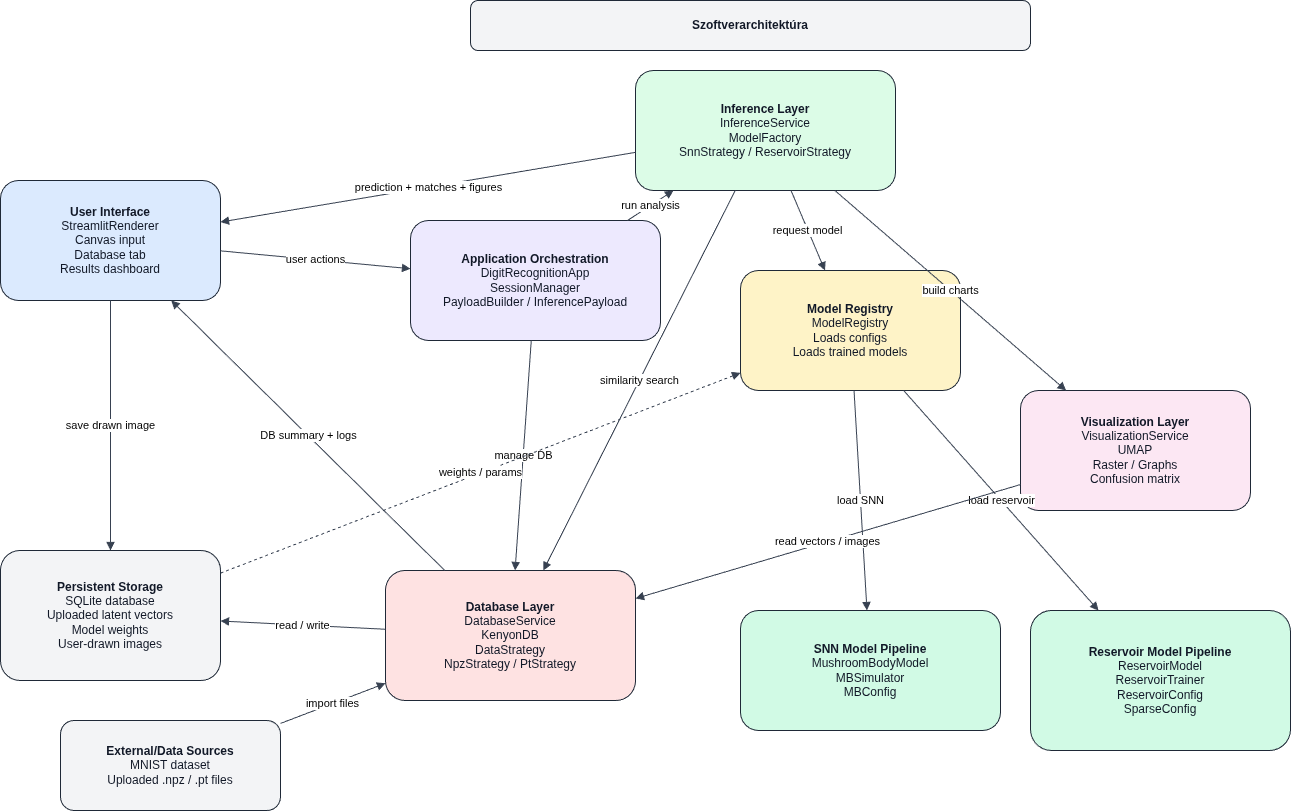 Szoftverarchitektúra
Inference Layer
InferenceService
ModelFactory
SnnStrategy / ReservoirStrategy
prediction + matches + figures
run analysis
User Interface
StreamlitRenderer
Canvas input
Database tab
Results dashboard
user actions
Application Orchestration
DigitRecognitionApp
SessionManager
PayloadBuilder / InferencePayload
request model
build charts
Model Registry
ModelRegistry
Loads configs
Loads trained models
similarity search
save drawn image
DB summary + logs
manage DB
weights / params
Visualization Layer
VisualizationService
UMAP
Raster / Graphs
Confusion matrix
load SNN
load reservoir
read vectors / images
Persistent Storage
SQLite database
Uploaded latent vectors
Model weights
User-drawn images
read / write
Database Layer
DatabaseService
KenyonDB
DataStrategy
NpzStrategy / PtStrategy
SNN Model Pipeline
MushroomBodyModel
MBSimulator
MBConfig
Reservoir Model Pipeline
ReservoirModel
ReservoirTrainer
ReservoirConfig
SparseConfig
import files
External/Data Sources
MNIST dataset
Uploaded .npz / .pt files